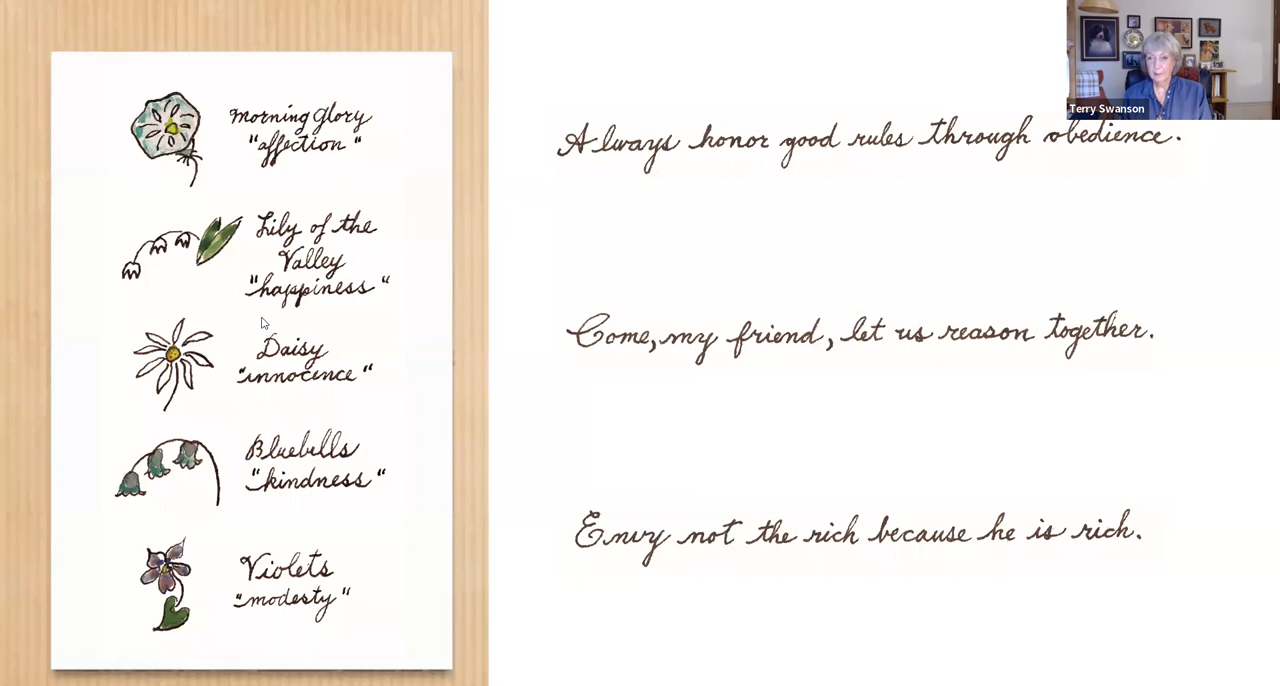 Morning Glory
"affection"
Lily of the
Valley
"happiness"
Daisy
"innocence"
Bluebells
"kindness"
Violets
"modesty"
Always honor good rules through obedience.
Come, my friend, let us reason together.
Envy not the rich because he is rich.
Terry Swanson